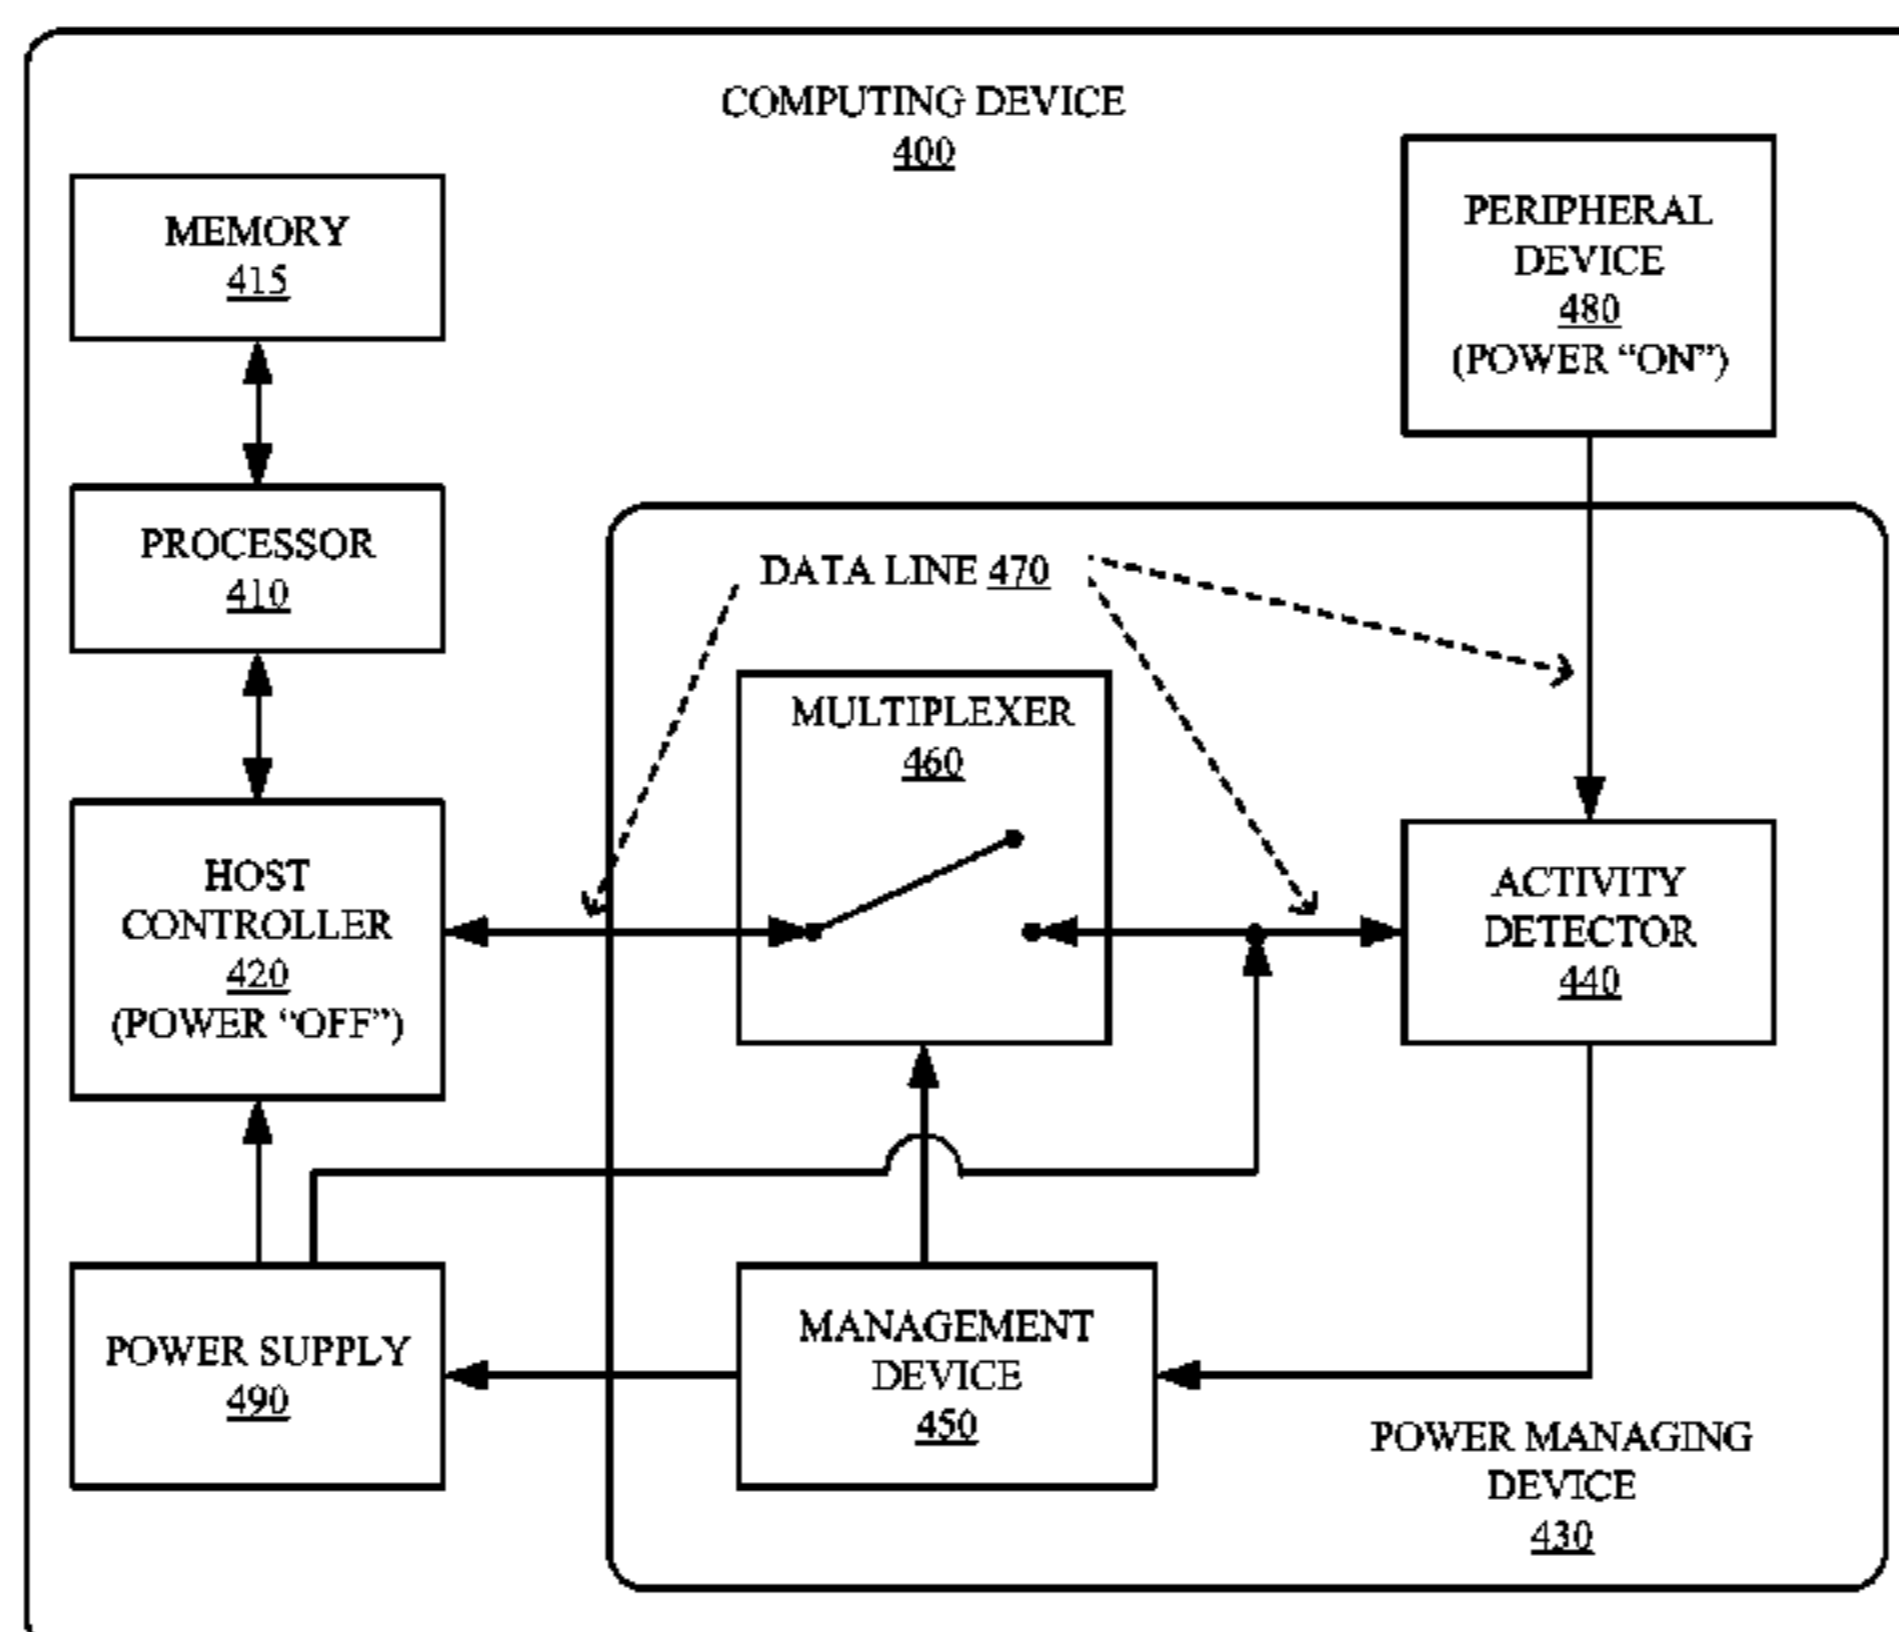 COMPUTING DEVICE
400
MEMORY
415
PERIPHERAL
DEVICE
480
(POWER “ON”)
PROCESSOR
410
DATA LINE 470
MULTIPLEXER
460
HOST
CONTROLLER
420
(POWER “OFF”)
ACTIVITY
DETECTOR
440
POWER SUPPLY
490
MANAGEMENT
DEVICE
450
POWER MANAGING
DEVICE
430